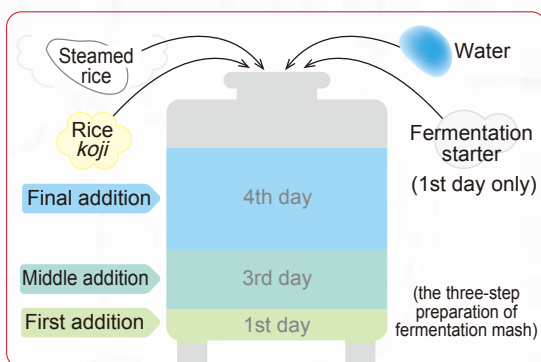 Steamed
rice
Water
Rice
koji
Fermentation
starter
(1st day only)
Final addition
4th day
Middle addition
3rd day
First addition
1st day
(the three-step
preparation of
fermentation mash)